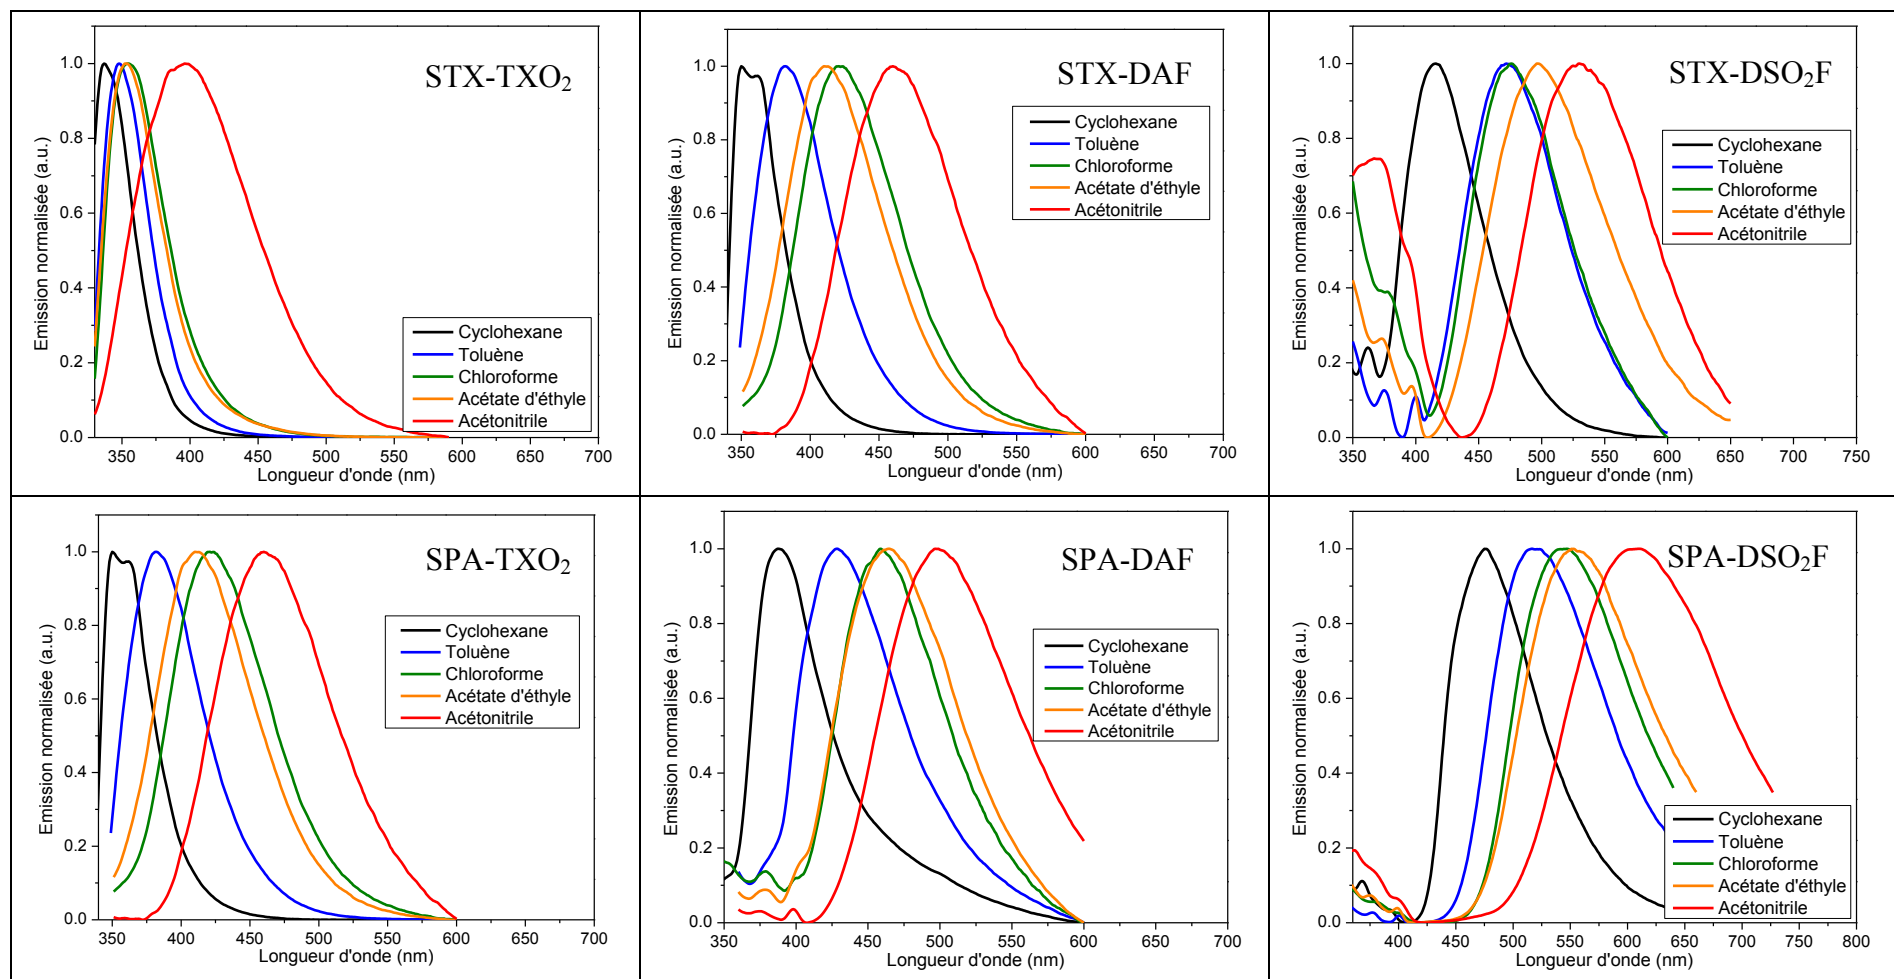 STX-TXO₂
Emission normalisée (a.u.)
1.0
0.8
0.6
0.4
0.2
0.0
Cyclohexane
Toluène
Chloroforme
Acétate d'éthyle
Acétonitrile
350 400 450 500 550 600 650 700
Longueur d'onde (nm)
STX-DAF
Emission normalisée (a.u.)
1.0
0.8
0.6
0.4
0.2
0.0
Cyclohexane
Toluène
Chloroforme
Acétate d'éthyle
Acétonitrile
350 400 450 500 550 600 650 700
Longueur d'onde (nm)
STX-DSO₂F
Emission normalisée (a.u.)
1.0
0.8
0.6
0.4
0.2
0.0
Cyclohexane
Toluène
Chloroforme
Acétate d'éthyle
Acétonitrile
350 400 450 500 550 600 650 700 750
Longueur d'onde (nm)
SPA-TXO₂
Emission normalisée (a.u.)
1.0
0.8
0.6
0.4
0.2
0.0
Cyclohexane
Toluène
Chloroforme
Acétate d'éthyle
Acétonitrile
350 400 450 500 550 600 650 700
Longueur d'onde (nm)
SPA-DAF
Emission normalisée (a.u.)
1.0
0.8
0.6
0.4
0.2
0.0
Cyclohexane
Toluène
Chloroforme
Acétate d'éthyle
Acétonitrile
350 400 450 500 550 600 650 700
Longueur d'onde (nm)
SPA-DSO₂F
Emission normalisée (a.u.)
1.0
0.8
0.6
0.4
0.2
0.0
Cyclohexane
Toluène
Chloroforme
Acétate d'éthyle
Acétonitrile
400 450 500 550 600 650 700 750 800
Longueur d'onde (nm)